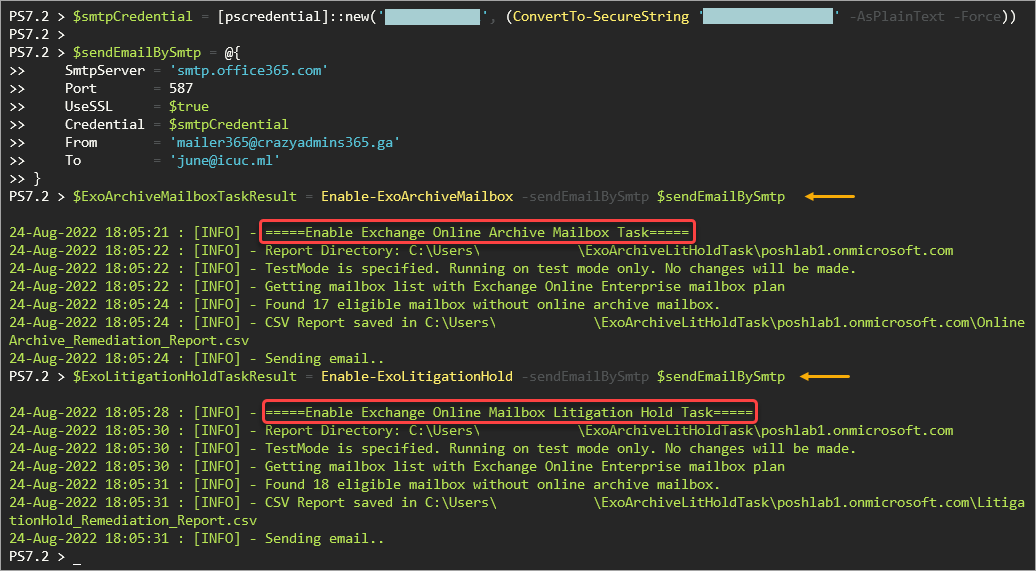 PS7.2 > $smtpCredential = [pscredential]::new('                ', (ConvertTo-SecureString '                ' -AsPlainText -Force))
PS7.2 >
PS7.2 > $sendEmailBySmtp = @{
>>     SmtpServer = 'smtp.office365.com'
>>     Port       = 587
>>     UseSSL     = $true
>>     Credential = $smtpCredential
>>     From       = 'mailer365@crazyadmins365.ga'
>>     To         = 'june@icuc.ml'
>> }
PS7.2 > $ExoArchiveMailboxTaskResult = Enable-ExoArchiveMailbox -sendEmailBySmtp $sendEmailBySmtp
24-Aug-2022 18:05:21 : [INFO] - =====Enable Exchange Online Archive Mailbox Task=====
24-Aug-2022 18:05:22 : [INFO] - Report Directory: C:\Users\            \ExoArchiveLitHoldTask\poshlab1.onmicrosoft.com
24-Aug-2022 18:05:22 : [INFO] - TestMode is specified. Running on test mode only. No changes will be made.
24-Aug-2022 18:05:22 : [INFO] - Getting mailbox list with Exchange Online Enterprise mailbox plan
24-Aug-2022 18:05:24 : [INFO] - Found 17 eligible mailbox without online archive mailbox.
24-Aug-2022 18:05:24 : [INFO] - CSV Report saved in C:\Users\            \ExoArchiveLitHoldTask\poshlab1.onmicrosoft.com\Online
Archive_Remediation_Report.csv
24-Aug-2022 18:05:24 : [INFO] - Sending email..
PS7.2 > $ExoLitigationHoldTaskResult = Enable-ExoLitigationHold -sendEmailBySmtp $sendEmailBySmtp
24-Aug-2022 18:05:28 : [INFO] - =====Enable Exchange Online Mailbox Litigation Hold Task=====
24-Aug-2022 18:05:30 : [INFO] - Report Directory: C:\Users\            \ExoArchiveLitHoldTask\poshlab1.onmicrosoft.com
24-Aug-2022 18:05:30 : [INFO] - TestMode is specified. Running on test mode only. No changes will be made.
24-Aug-2022 18:05:30 : [INFO] - Getting mailbox list with Exchange Online Enterprise mailbox plan
24-Aug-2022 18:05:31 : [INFO] - Found 18 eligible mailbox without online archive mailbox.
24-Aug-2022 18:05:31 : [INFO] - CSV Report saved in C:\Users\            \ExoArchiveLitHoldTask\poshlab1.onmicrosoft.com\Litiga
tionHold_Remediation_Report.csv
24-Aug-2022 18:05:31 : [INFO] - Sending email..
PS7.2 > _